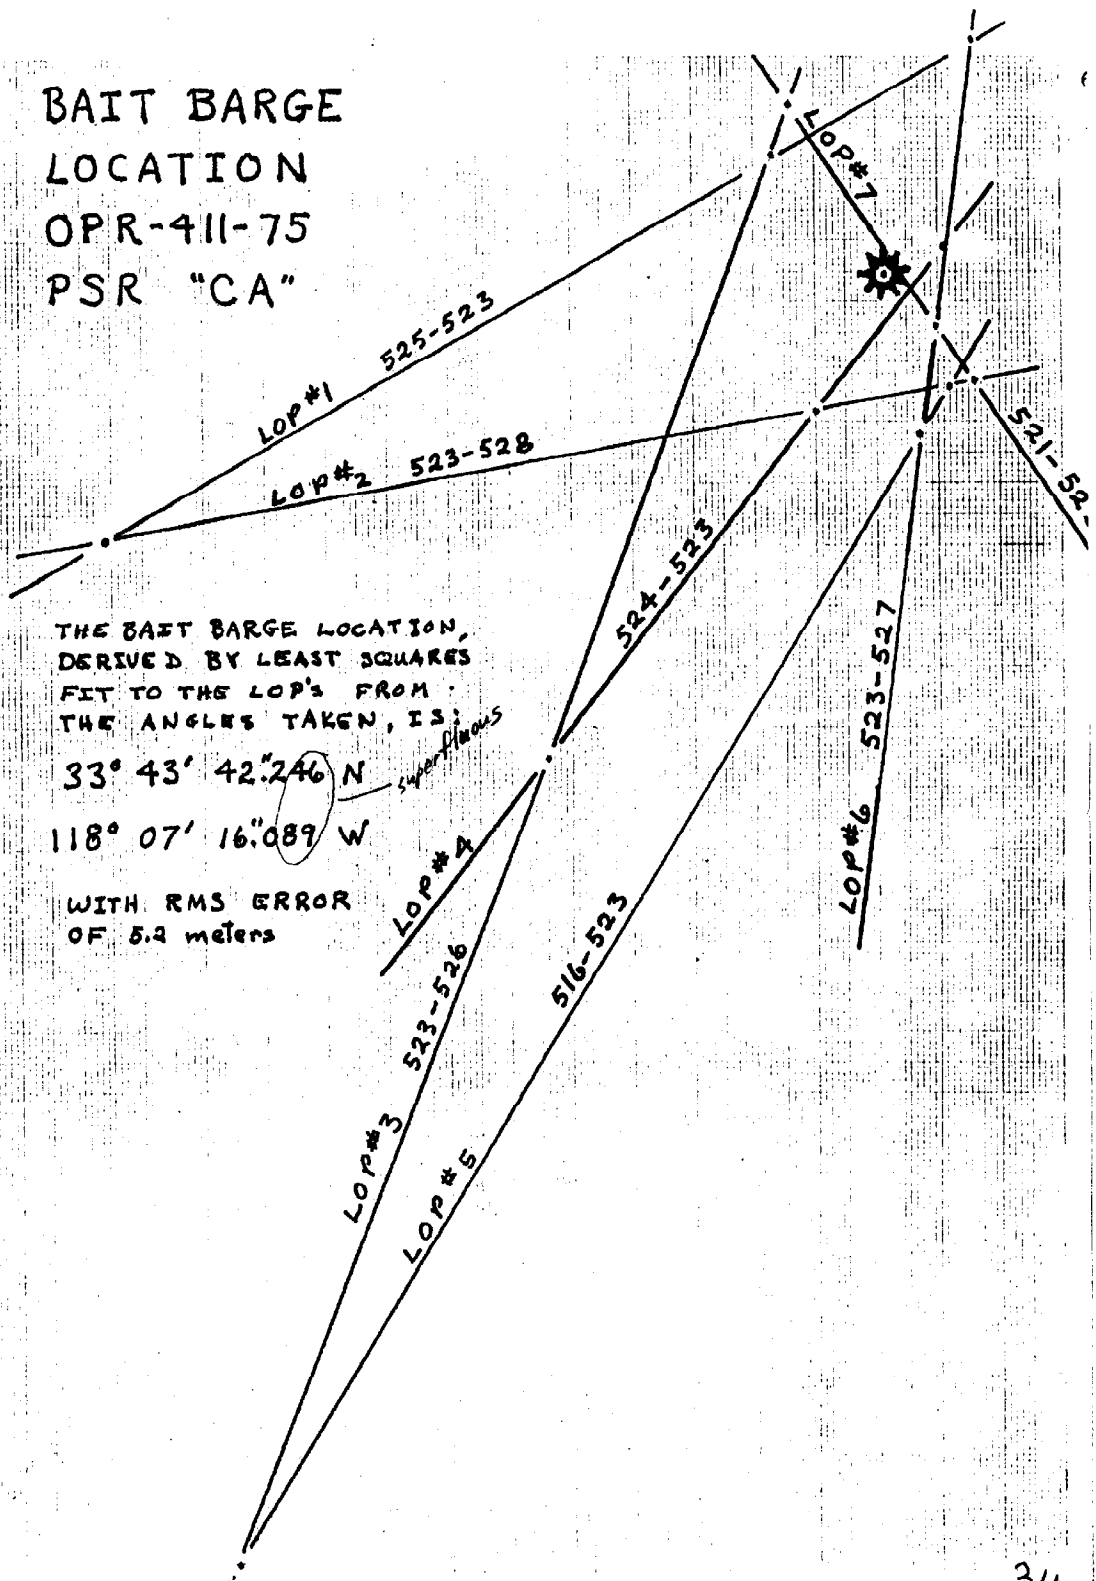 BAIT BARGE
LOCATION
OPR-411-75
PSR "CA"
LOP#7
525-523
LOP#1
523-528
LOP#2
521-52
524-523
THE BAIT BARGE LOCATION,
DERIVED BY LEAST SQUARES
FIT TO THE LOP's FROM
THE ANGLES TAKEN, IS:
superfluous
33° 43' 42."246 N
118° 07' 16."089 W
WITH RMS ERROR
OF 5.2 meters
523-527
LOP#6
LOP#4
516-523
523-526
LOP#3
LOP#5